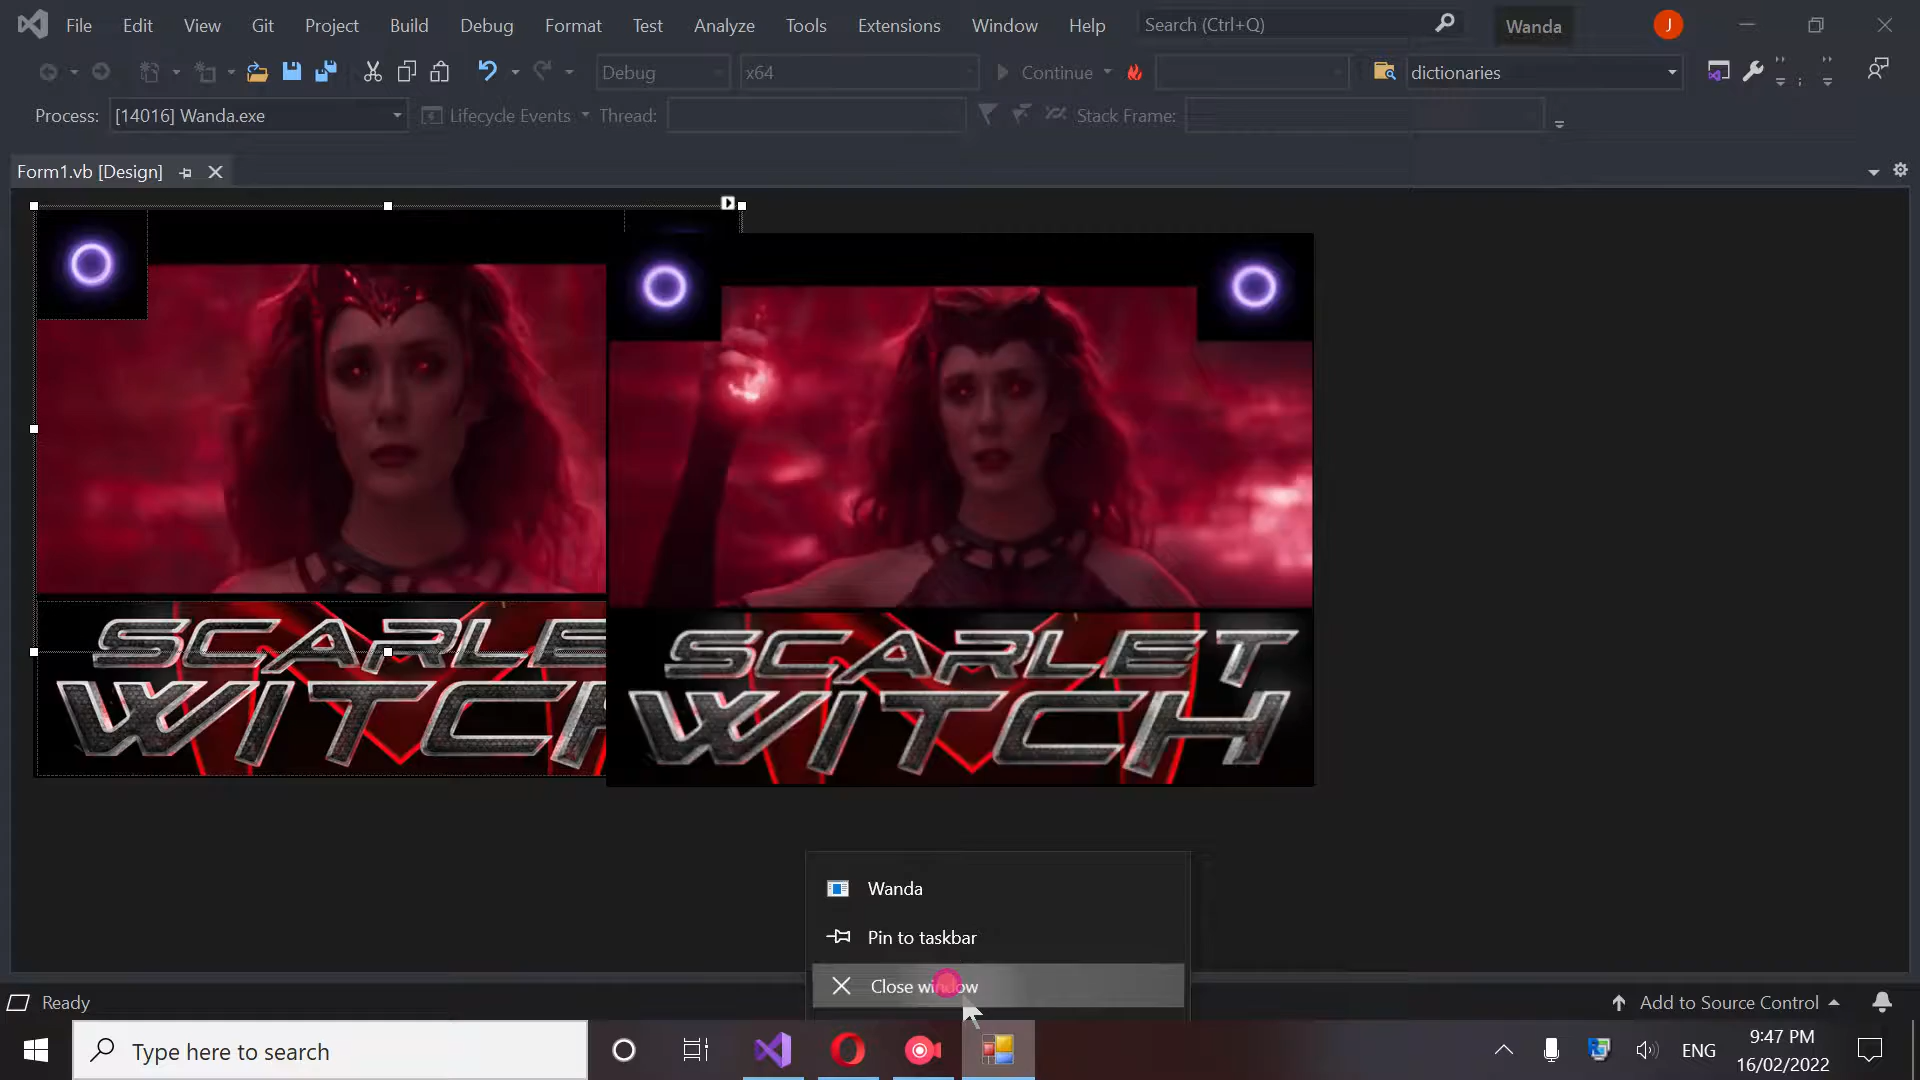 File Edit View Git Project Build Debug Format Test Analyze Tools Extensions Window Help Search (Ctrl+Q) Wanda J
Debug x64 Continue dictionaries
Process: [14016] Wanda.exe Lifecycle Events Thread: Stack Frame:
Form1.vb [Design]
SCARLE
WITCH
SCARLET
WITCH
Wanda
Pin to taskbar
Close window
Ready Add to Source Control
Type here to search ENG 9:47 PM
16/02/2022